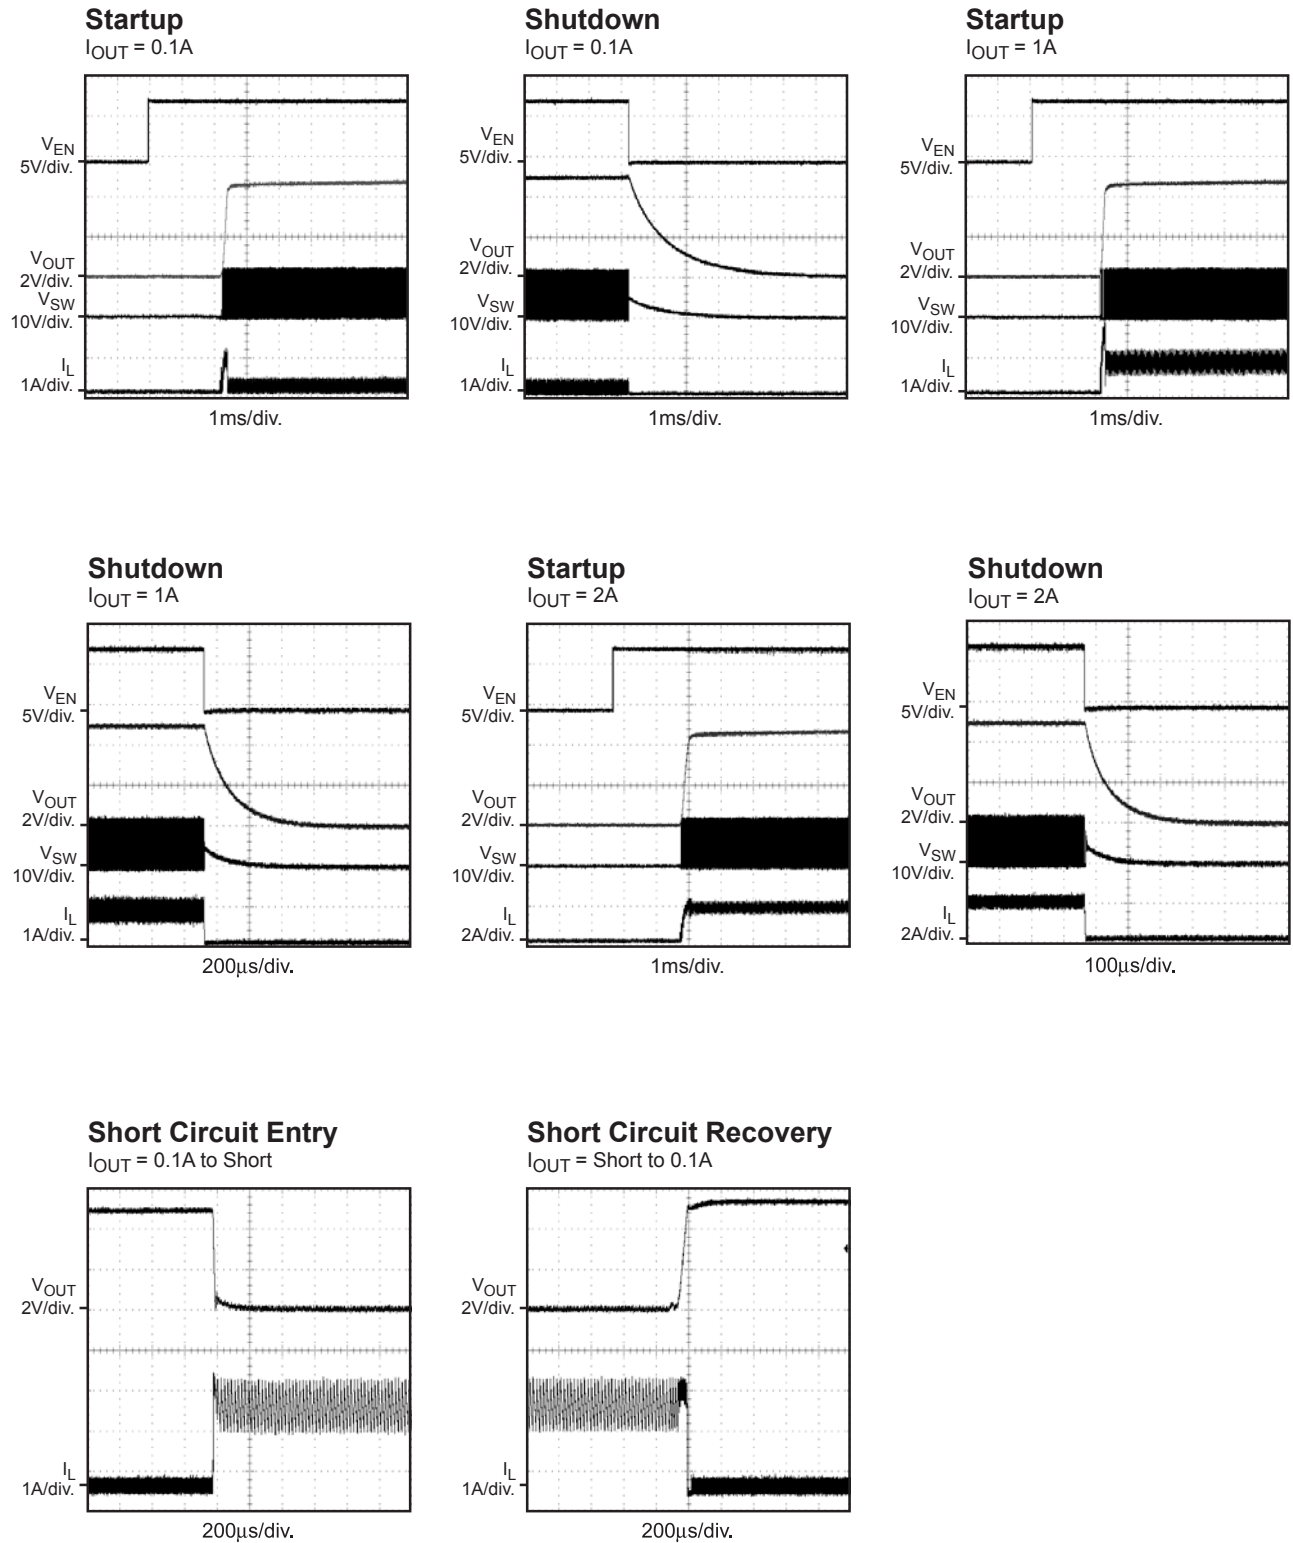 Startup
IOUT = 0.1A
VEN
5V/div.
VOUT
2V/div.
VSW
10V/div.
IL
1A/div.
1ms/div.
Shutdown
IOUT = 0.1A
VEN
5V/div.
VOUT
2V/div.
VSW
10V/div.
IL
1A/div.
1ms/div.
Startup
IOUT = 1A
VEN
5V/div.
VOUT
2V/div.
VSW
10V/div.
IL
1A/div.
1ms/div.
Shutdown
IOUT = 1A
VEN
5V/div.
VOUT
2V/div.
VSW
10V/div.
IL
1A/div.
200µs/div.
Startup
IOUT = 2A
VEN
5V/div.
VOUT
2V/div.
VSW
10V/div.
IL
2A/div.
1ms/div.
Shutdown
IOUT = 2A
VEN
5V/div.
VOUT
2V/div.
VSW
10V/div.
IL
2A/div.
100µs/div.
Short Circuit Entry
IOUT = 0.1A to Short
VOUT
2V/div.
IL
1A/div.
200µs/div.
Short Circuit Recovery
IOUT = Short to 0.1A
VOUT
2V/div.
IL
1A/div.
200µs/div.